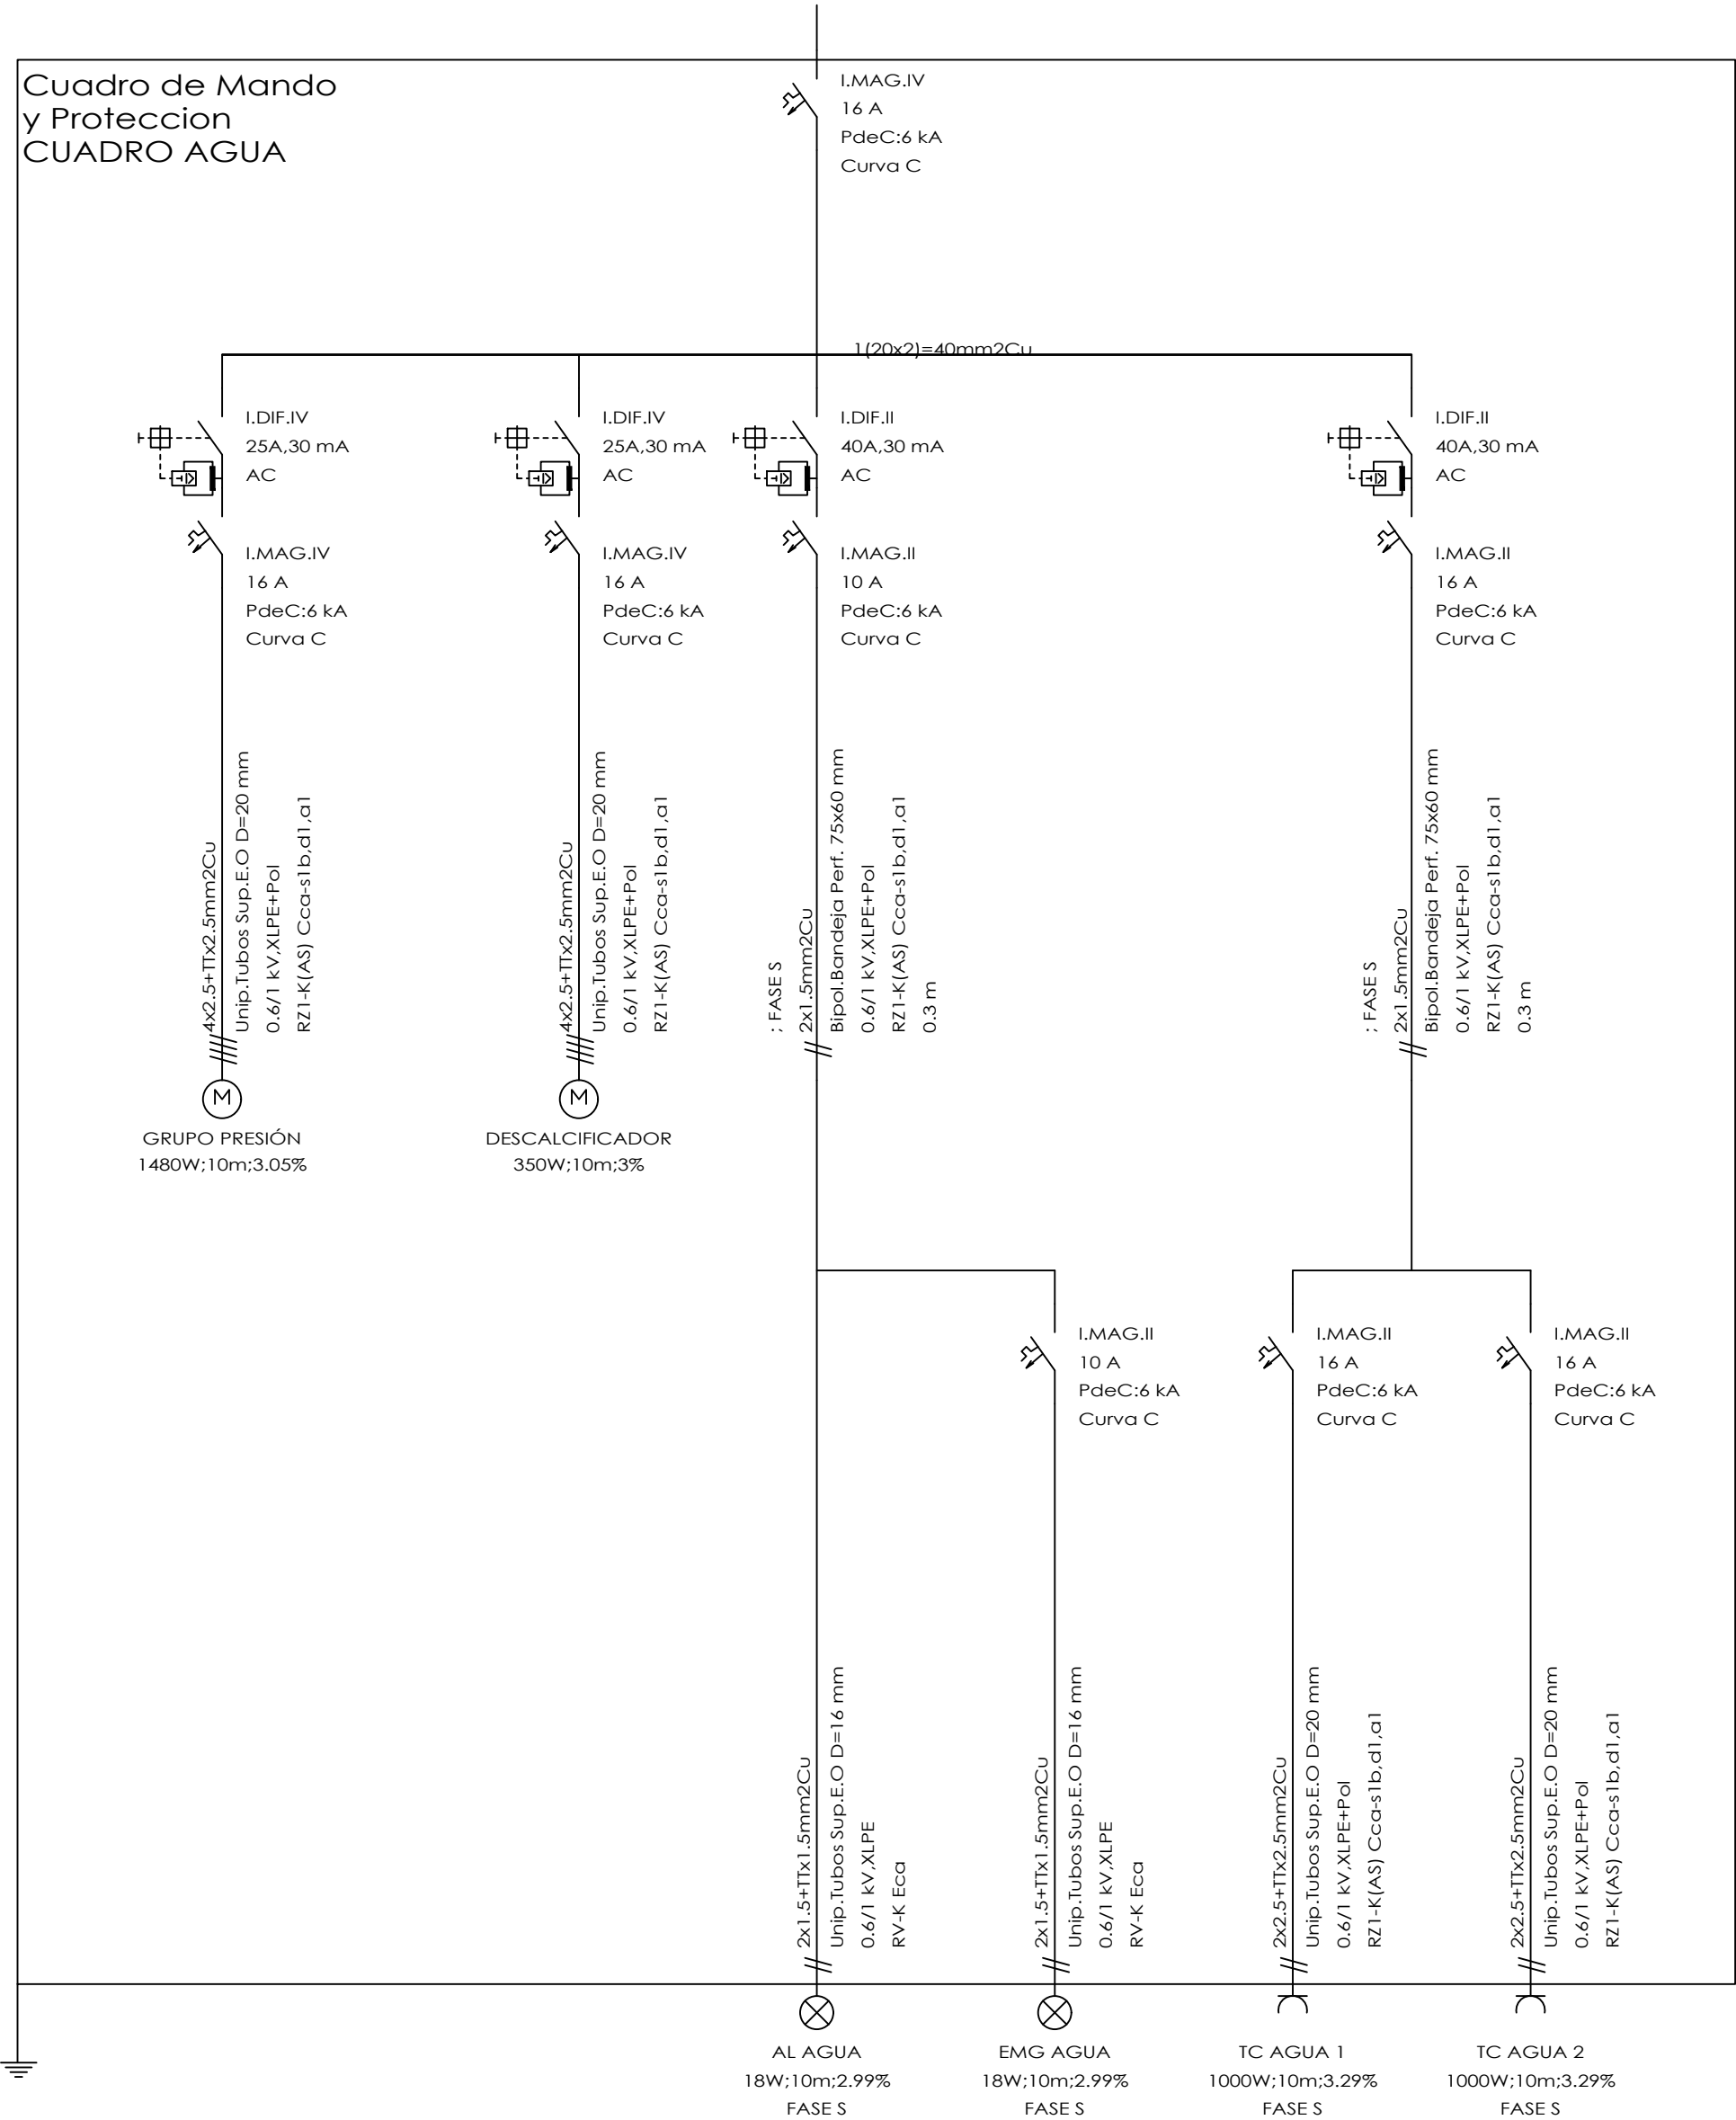 Cuadro de Mando
y Proteccion
CUADRO AGUA
I.MAG.IV
16 A
PdeC:6 kA
Curva C
1(20x2)=40mm2Cu
I.DIF.IV
25A,30 mA
AC
I.MAG.IV
16 A
PdeC:6 kA
Curva C
4x2.5+TTx2.5mm2Cu
Unip.Tubos Sup.E.O D=20 mm
0.6/1 kV,XLPE+Pol
RZ1-K(AS) Cca-s1b,d1,a1
M
GRUPO PRESIÓN
1480W;10m;3.05%
I.DIF.IV
25A,30 mA
AC
I.MAG.IV
16 A
PdeC:6 kA
Curva C
4x2.5+TTx2.5mm2Cu
Unip.Tubos Sup.E.O D=20 mm
0.6/1 kV,XLPE+Pol
RZ1-K(AS) Cca-s1b,d1,a1
M
DESCALCIFICADOR
350W;10m;3%
I.DIF.II
40A,30 mA
AC
I.MAG.II
10 A
PdeC:6 kA
Curva C
; FASE S
2x1.5mm2Cu
Bipol.Bandeja Perf. 75x60 mm
0.6/1 kV,XLPE+Pol
RZ1-K(AS) Cca-s1b,d1,a1
0.3 m
I.DIF.II
40A,30 mA
AC
I.MAG.II
16 A
PdeC:6 kA
Curva C
; FASE S
2x1.5mm2Cu
Bipol.Bandeja Perf. 75x60 mm
0.6/1 kV,XLPE+Pol
RZ1-K(AS) Cca-s1b,d1,a1
0.3 m
2x1.5+TTx1.5mm2Cu
Unip.Tubos Sup.E.O D=16 mm
0.6/1 kV,XLPE
RV-K Eca
AL AGUA
18W;10m;2.99%
FASE S
I.MAG.II
10 A
PdeC:6 kA
Curva C
2x1.5+TTx1.5mm2Cu
Unip.Tubos Sup.E.O D=16 mm
0.6/1 kV,XLPE
RV-K Eca
EMG AGUA
18W;10m;2.99%
FASE S
I.MAG.II
16 A
PdeC:6 kA
Curva C
2x2.5+TTx2.5mm2Cu
Unip.Tubos Sup.E.O D=20 mm
0.6/1 kV,XLPE+Pol
RZ1-K(AS) Cca-s1b,d1,a1
TC AGUA 1
1000W;10m;3.29%
FASE S
I.MAG.II
16 A
PdeC:6 kA
Curva C
2x2.5+TTx2.5mm2Cu
Unip.Tubos Sup.E.O D=20 mm
0.6/1 kV,XLPE+Pol
RZ1-K(AS) Cca-s1b,d1,a1
TC AGUA 2
1000W;10m;3.29%
FASE S